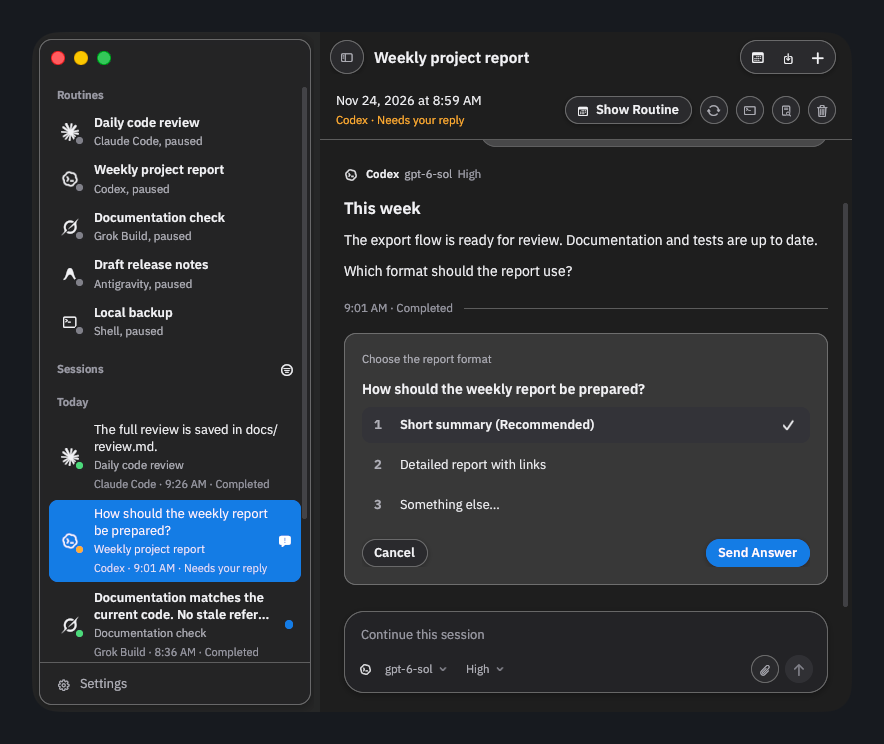 Routines
Daily code review
Claude Code, paused
Weekly project report
Codex, paused
Documentation check
Grok Build, paused
Draft release notes
Antigravity, paused
Local backup
Shell, paused
Sessions
Today
The full review is saved in docs/
review.md.
Daily code review
Claude Code · 9:26 AM · Completed
How should the weekly report
be prepared?
Weekly project report
Codex · 9:01 AM · Needs your reply
Documentation matches the
current code. No stale refer...
Documentation check
Grok Build · 8:36 AM · Completed
Settings
Weekly project report
Nov 24, 2026 at 8:59 AM
Codex · Needs your reply
Show Routine
Codex gpt-6-sol High
This week
The export flow is ready for review. Documentation and tests are up to date.
Which format should the report use?
9:01 AM · Completed
Choose the report format
How should the weekly report be prepared?
1 Short summary (Recommended)
2 Detailed report with links
3 Something else...
Cancel
Send Answer
Continue this session
gpt-6-sol High